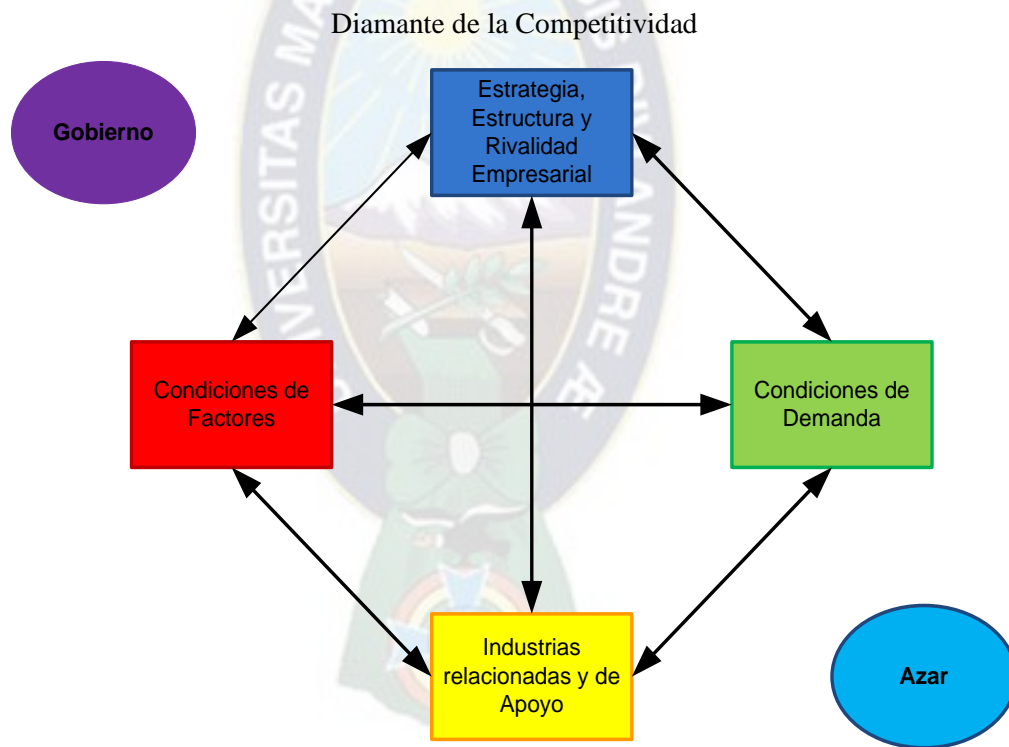 Diamante de la Competitividad
Estrategia,
Estructura y
Rivalidad
Empresarial
Gobierno
Condiciones de
Factores
Condiciones de
Demanda
Industrias
relacionadas y de
Apoyo
Azar